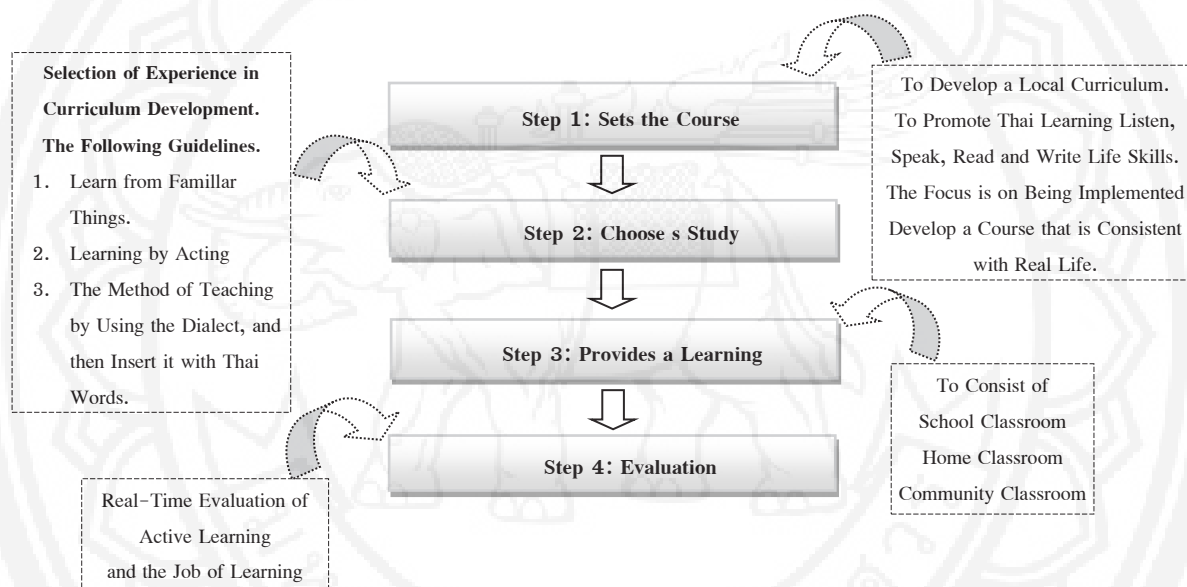 Selection of Experience in
Curriculum Development.
The Following Guidelines.
1. Learn from Famillar
Things.
2. Learning by Acting
3. The Method of Teaching
by Using the Dialect, and
then Insert it with Thai
Words.
Step 1: Sets the Course
To Develop a Local Curriculum.
To Promote Thai Learning Listen,
Speak, Read and Write Life Skills.
The Focus is on Being Implemented
Develop a Course that is Consistent
with Real Life.
Step 2: Choose s Study
Step 3: Provides a Learning
To Consist of
School Classroom
Home Classroom
Community Classroom
Step 4: Evaluation
Real-Time Evaluation of
Active Learning
and the Job of Learning